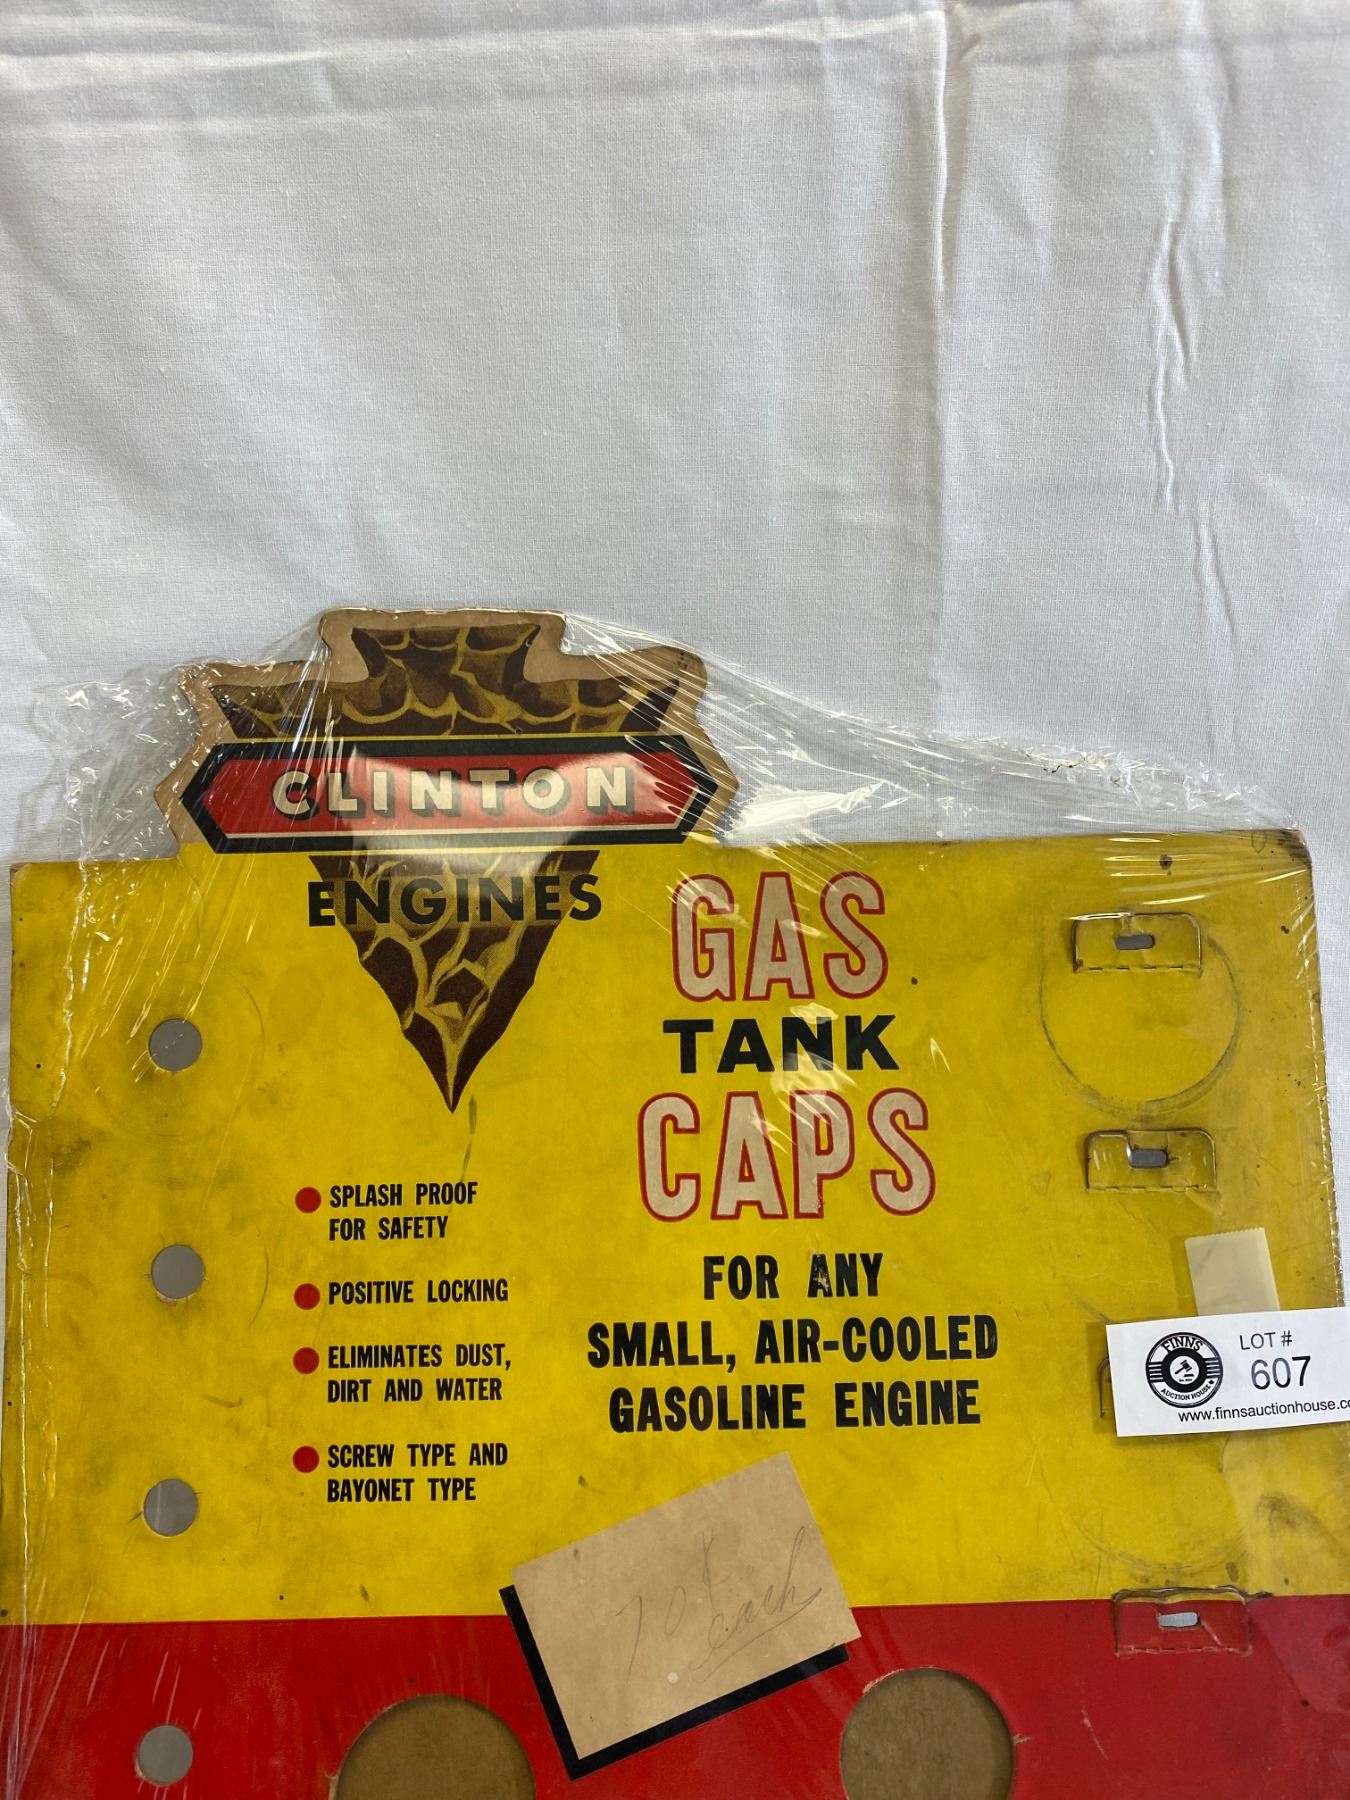 CLINTON
ENGINES
GAS
TANK
CAPS
FOR ANY
SMALL, AIR-COOLED
GASOLINE ENGINE
SPLASH PROOF
FOR SAFETY
POSITIVE LOCKING
ELIMINATES DUST,
DIRT AND WATER
SCREW TYPE AND
BAYONET TYPE
70¢
each
FINNS
AUCTION HOUSE
LOT #
607
www.finnsauctionhouse.co